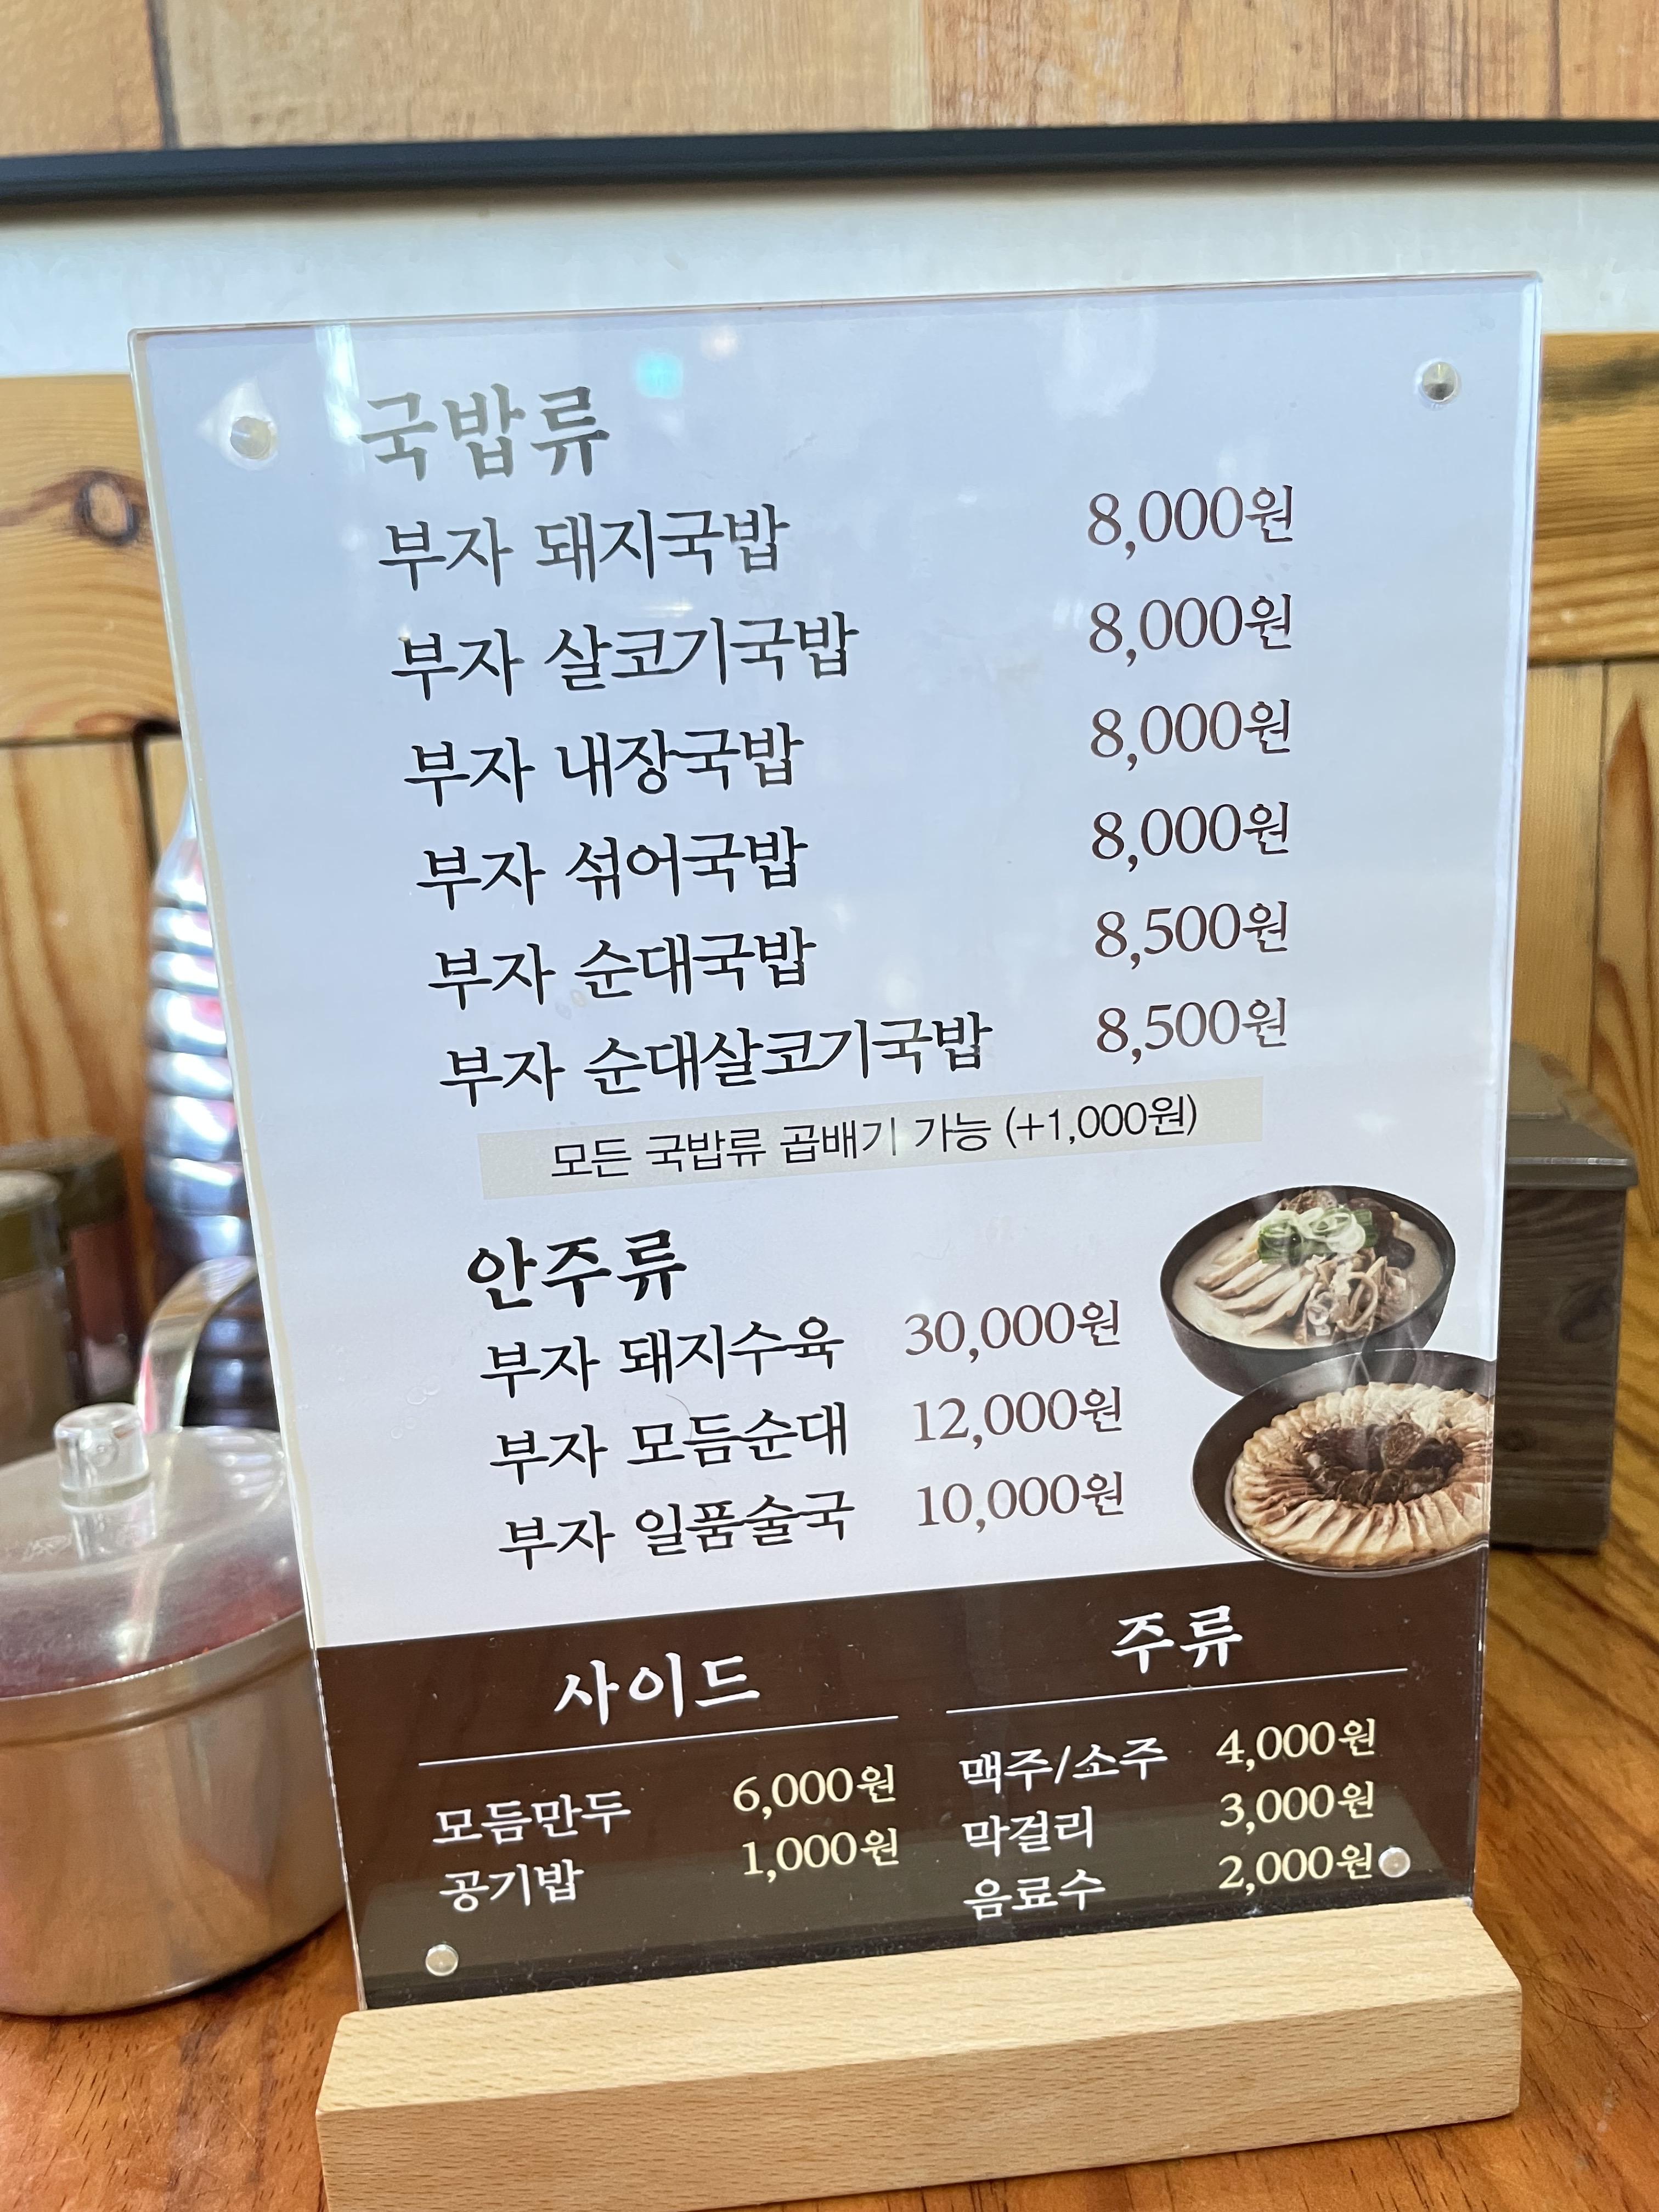 국밥류
부자 돼지국밥 8,000원
부자 살코기국밥 8,000원
부자 내장국밥 8,000원
부자 섞어국밥 8,000원
부자 순대국밥 8,500원
부자 순대살코기국밥 8,500원
모든 국밥류 곱배기 가능 (+1,000원)
안주류
부자 돼지수육 30,000원
부자 모듬순대 12,000원
부자 일품술국 10,000원
사이드
모듬만두 6,000원
공기밥 1,000원
주류
맥주/소주 4,000원
막걸리 3,000원
음료수 2,000원